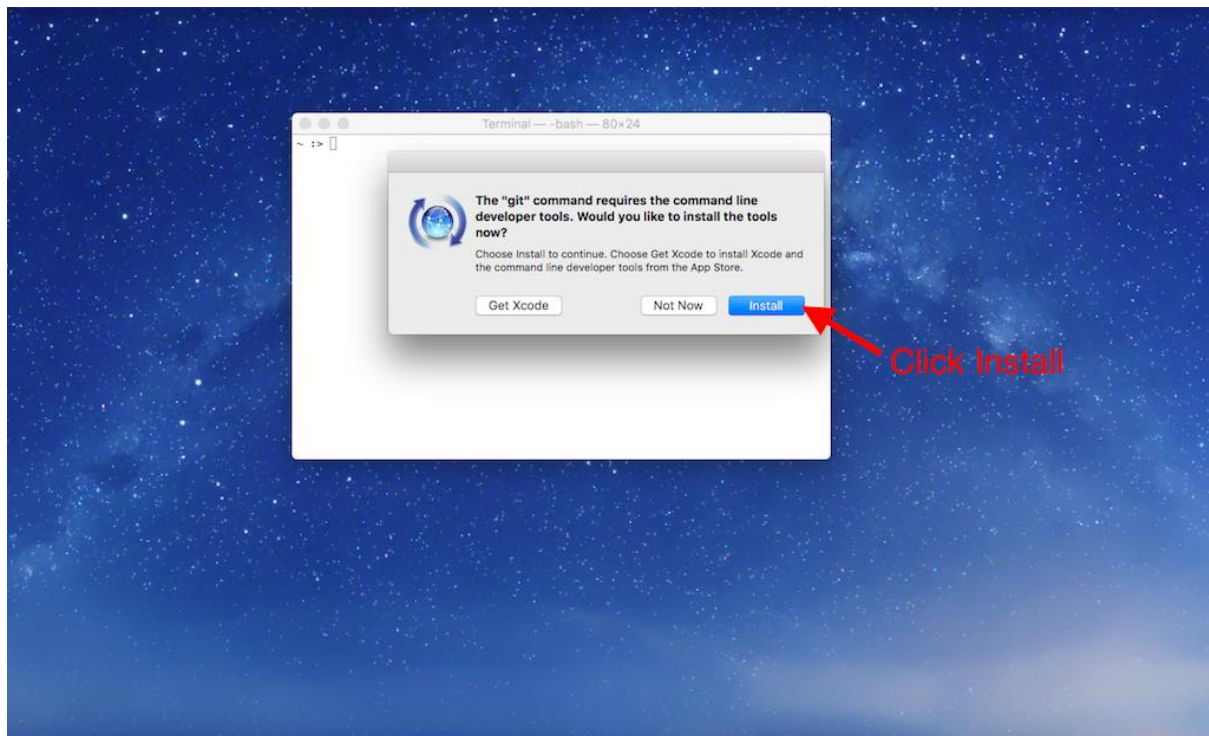 Terminal — -bash — 80×24
~ :>
The "git" command requires the command line
developer tools. Would you like to install the tools
now?
Choose Install to continue. Choose Get Xcode to install Xcode and
the command line developer tools from the App Store.
Get Xcode Not Now Install
Click Install